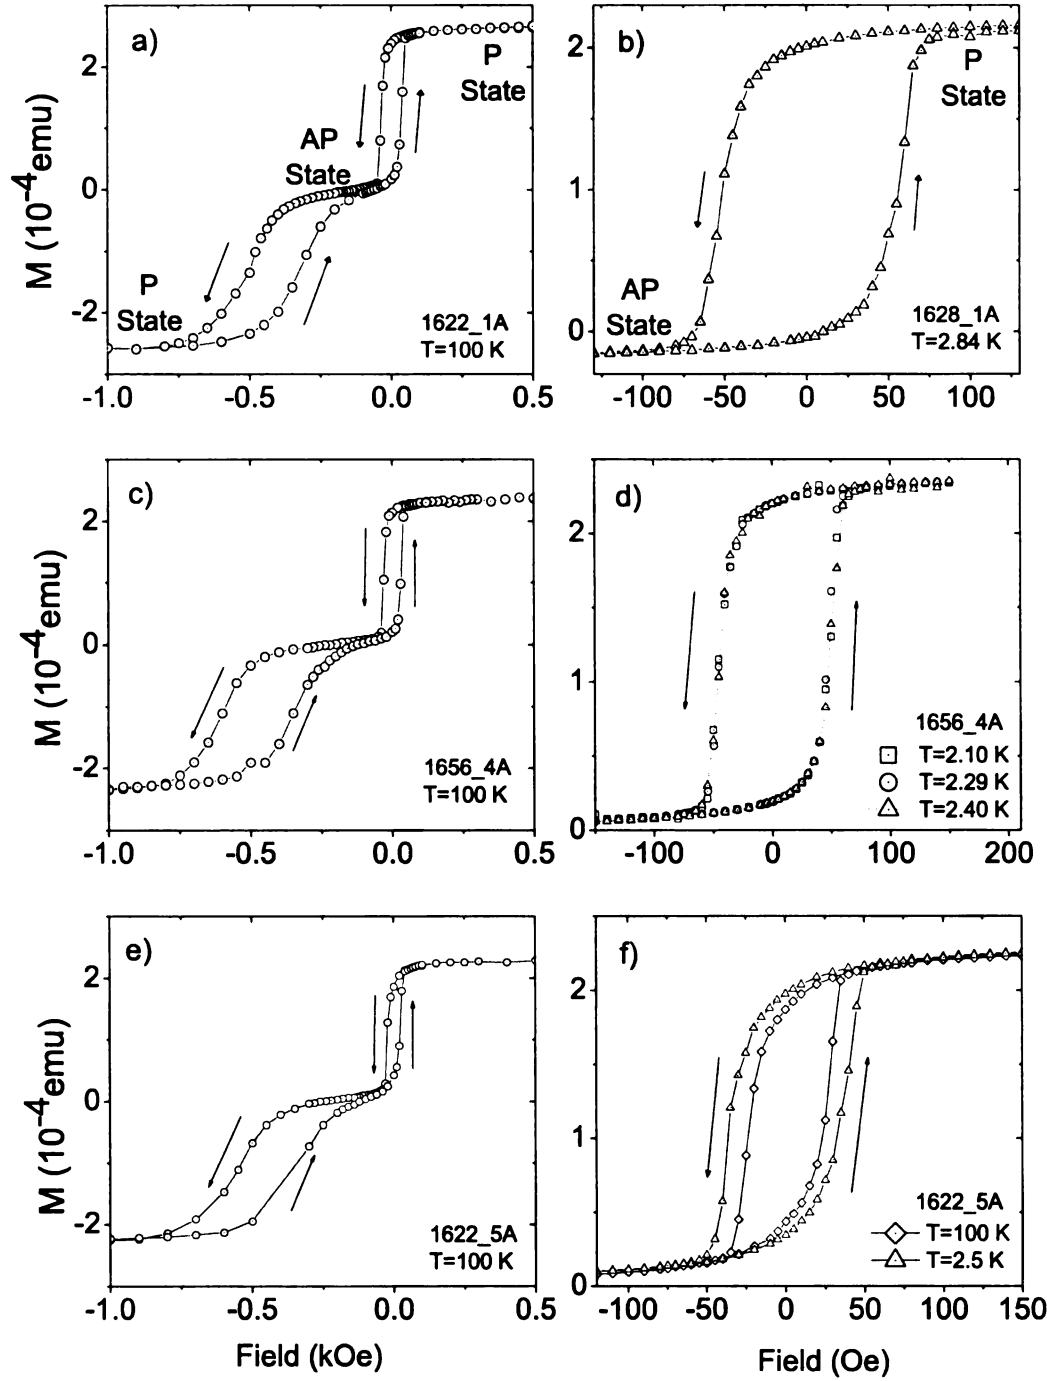 a)
P
State
AP
State
P
State
1622_1A
T=100 K
2
0
-2
-1.0 -0.5 0.0 0.5
M (10⁻⁴emu)
b)
P
State
AP
State
1628_1A
T=2.84 K
2
1
0
-100 -50 0 50 100
c)
1656_4A
T=100 K
2
0
-2
-1.0 -0.5 0.0 0.5
M (10⁻⁴emu)
d)
1656_4A
T=2.10 K
T=2.29 K
T=2.40 K
2
1
0
-100 0 100 200
e)
1622_5A
T=100 K
2
0
-2
-1.0 -0.5 0.0 0.5
M (10⁻⁴emu)
Field (kOe)
f)
1622_5A
T=100 K
T=2.5 K
2
1
0
-100 -50 0 50 100 150
Field (Oe)